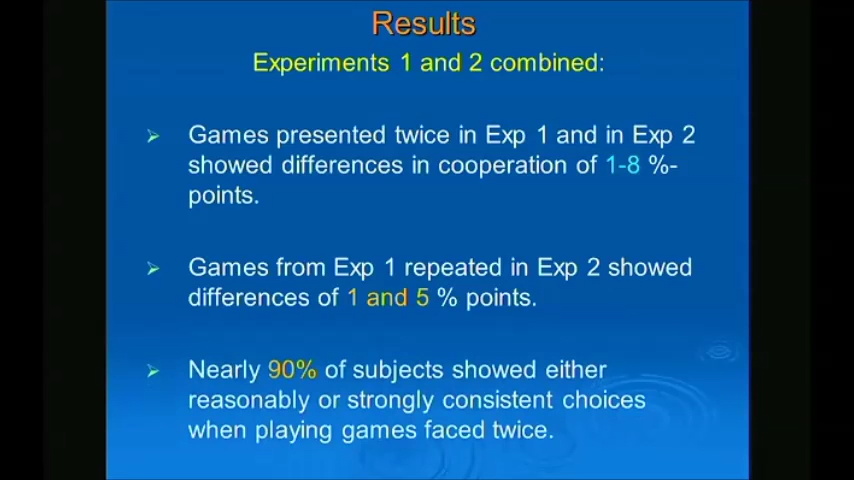 Results
Experiments 1 and 2 combined:
Games presented twice in Exp 1 and in Exp 2
showed differences in cooperation of 1-8 %-
points.
Games from Exp 1 repeated in Exp 2 showed
differences of 1 and 5 % points.
Nearly 90% of subjects showed either
reasonably or strongly consistent choices
when playing games faced twice.